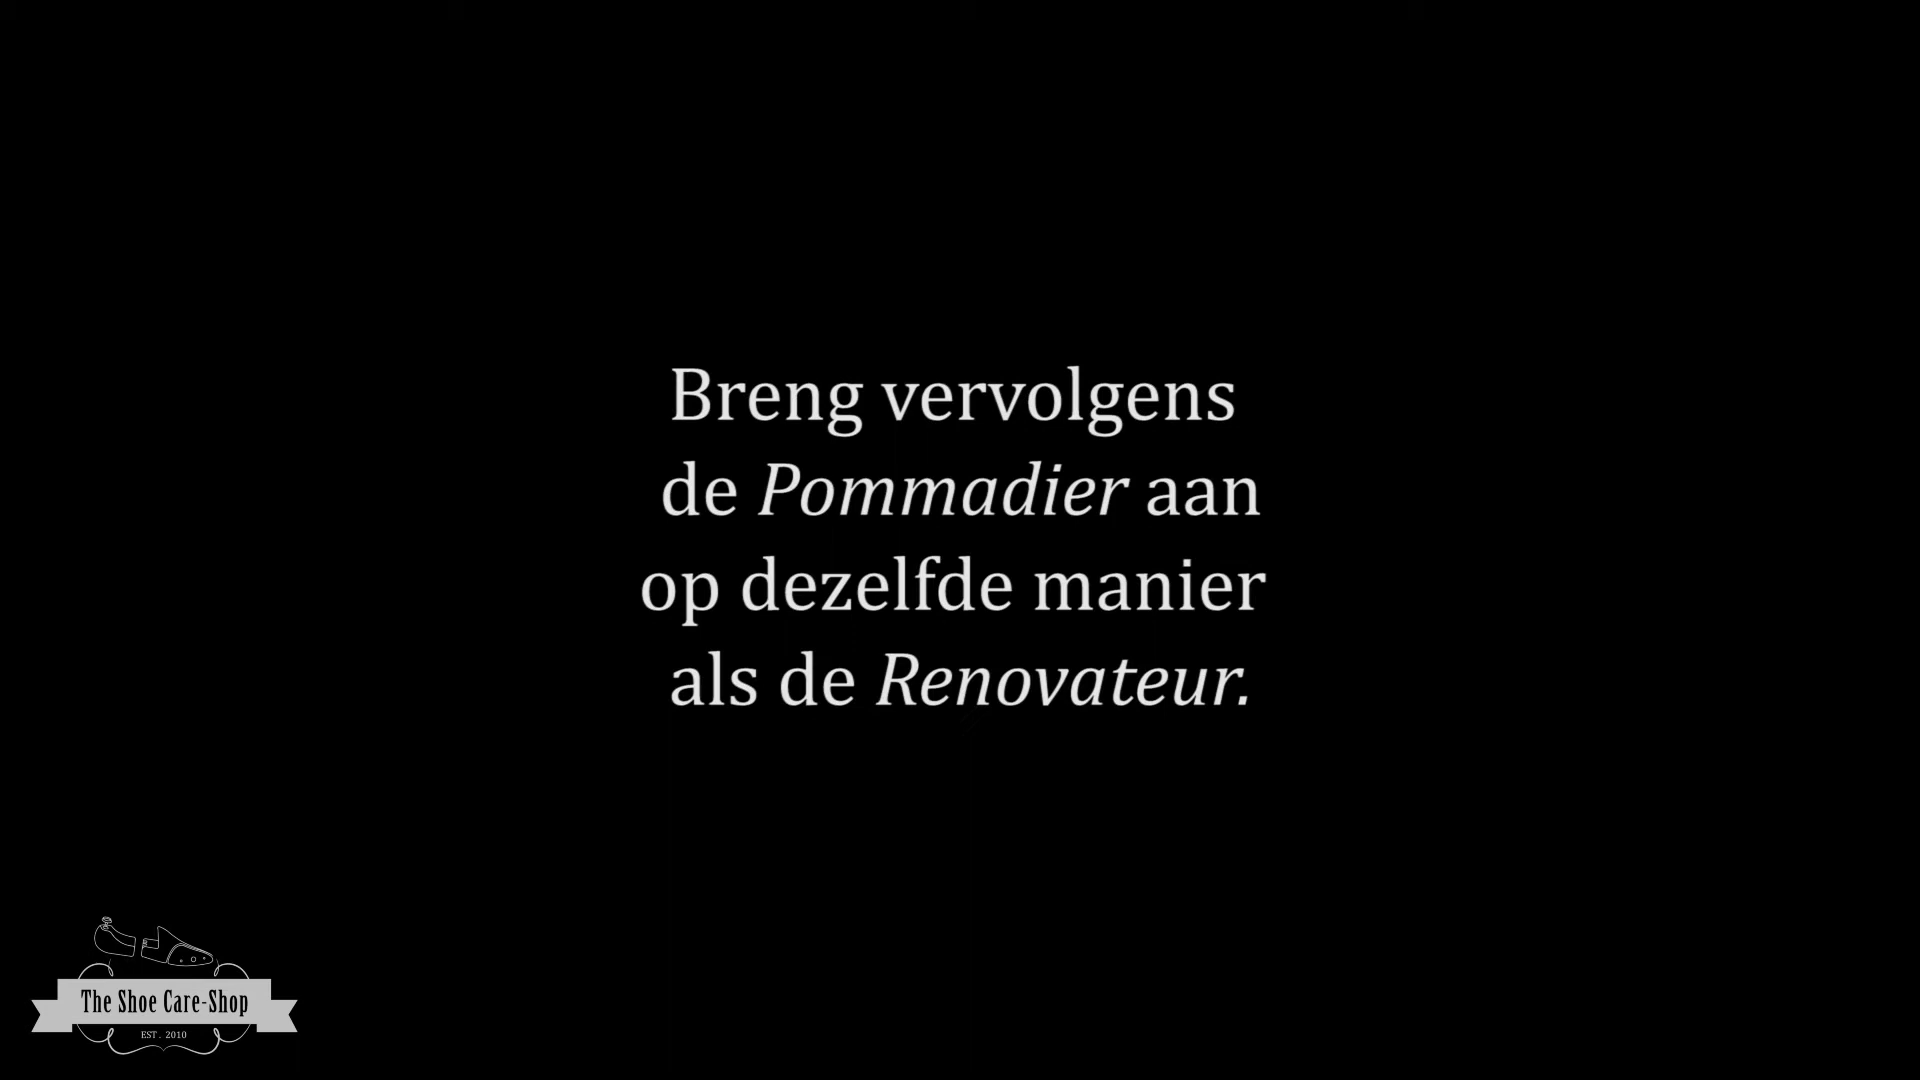 Breng vervolgens
de Pommadier aan
op dezelfde manier
als de Renovateur.
The Shoe Care-Shop
EST. 2010